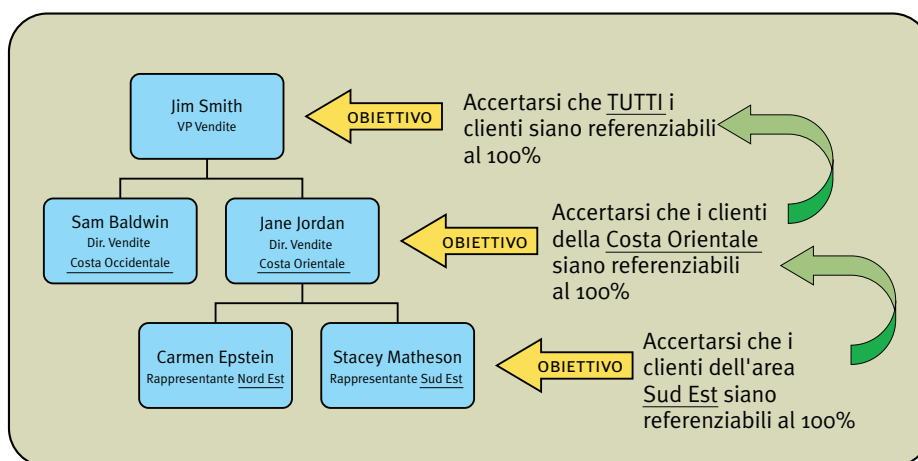 Jim Smith
VP Vendite
OBIETTIVO
Accertarsi che TUTTI i
clienti siano referenziabili
al 100%
Sam Baldwin
Dir. Vendite
Costa Occidentale
Jane Jordan
Dir. Vendite
Costa Orientale
OBIETTIVO
Accertarsi che i clienti
della Costa Orientale
siano referenziabili
al 100%
Carmen Epstein
Rappresentante Nord Est
Stacey Matheson
Rappresentante Sud Est
OBIETTIVO
Accertarsi che i
clienti dell'area
Sud Est siano
referenziabili al 100%